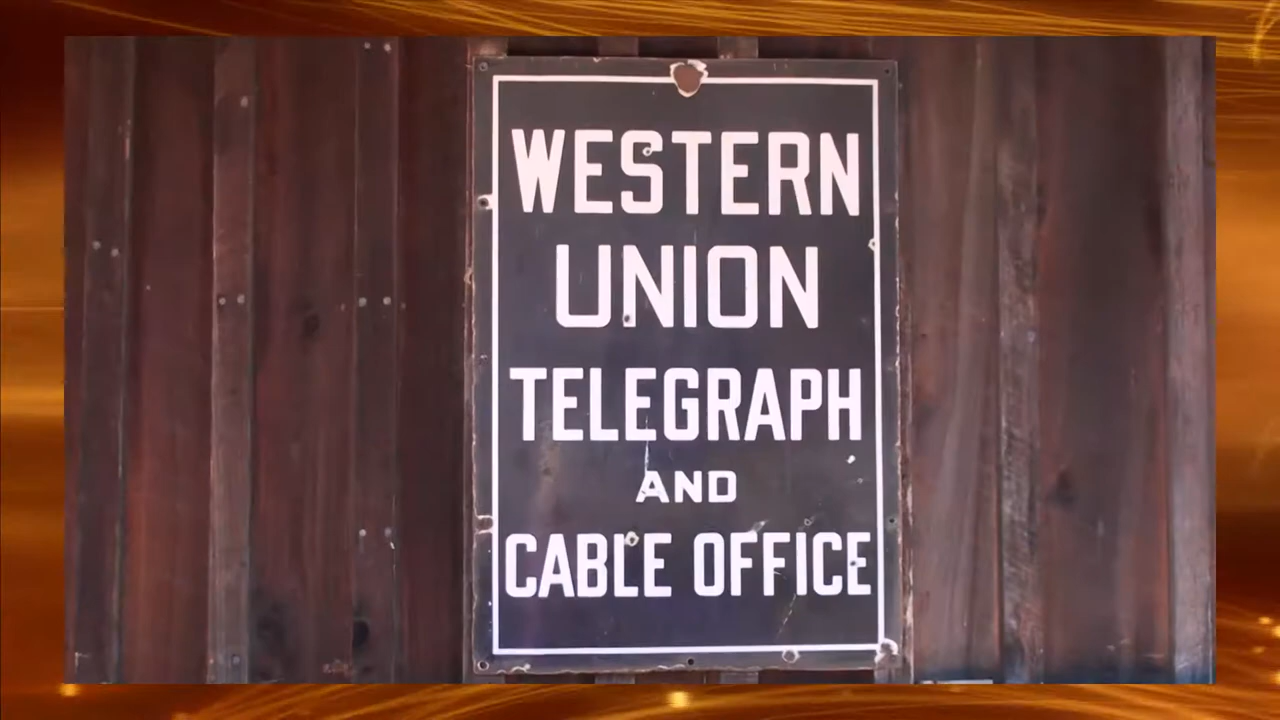 WESTERN
UNION
TELEGRAPH
AND
CABLE OFFICE